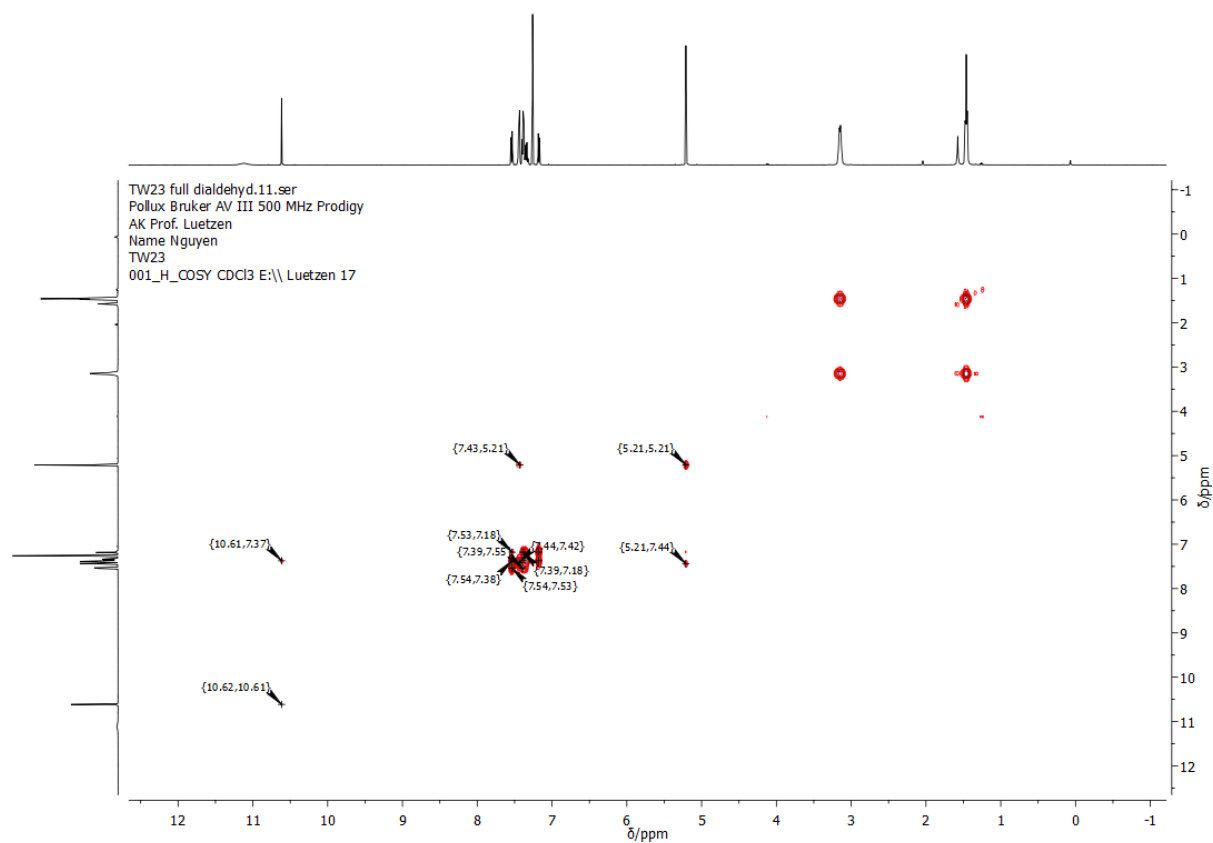 TW23 full dialdehyd.11.ser
Pollux Bruker AV III 500 MHz Prodigy
AK Prof. Luetzen
Name Nguyen
TW23
001_H_COSY CDCl3 E:\\ Luetzen 17
-1
0
1
2
3
4
5
6
7
8
9
10
11
12
δ/ppm
{7.43,5.21}
{5.21,5.21}
{7.53,7.18}
{10.61,7.37}
{7.39,7.55}
{7.44,7.42}
{5.21,7.44}
{7.39,7.18}
{7.54,7.38}
{7.54,7.53}
{10.62,10.61}
12 11 10 9 8 7 6 5 4 3 2 1 0 -1
δ/ppm